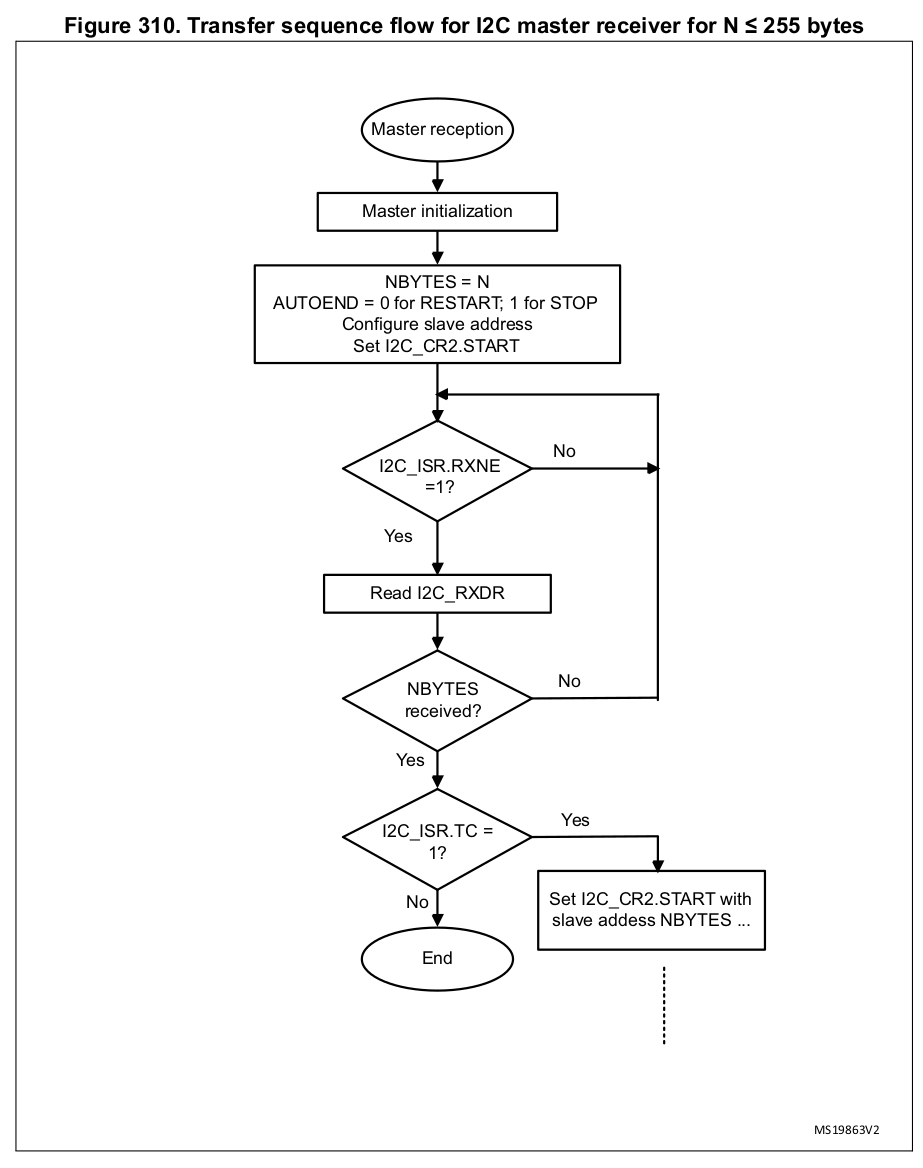 Figure 310. Transfer sequence flow for I2C master receiver for N ≤ 255 bytes
Master reception
Master initialization
NBYTES = N
AUTOEND = 0 for RESTART; 1 for STOP
Configure slave address
Set I2C_CR2.START
I2C_ISR.RXNE
=1?
No
Yes
Read I2C_RXDR
NBYTES
received?
No
Yes
I2C_ISR.TC =
1?
Yes
No
Set I2C_CR2.START with
slave addess NBYTES ...
End
MS19863V2